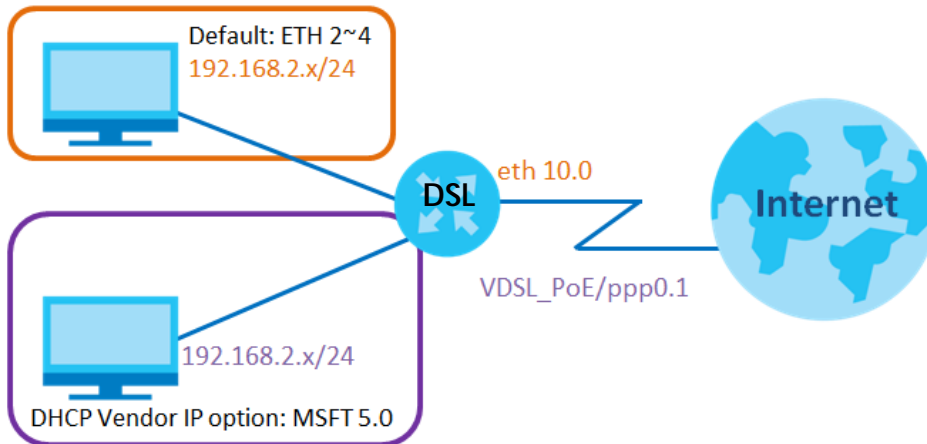 Default: ETH 2~4
192.168.2.x/24
eth 10.0
DSL
Internet
VDSL_PoE/ppp0.1
192.168.2.x/24
DHCP Vendor IP option: MSFT 5.0